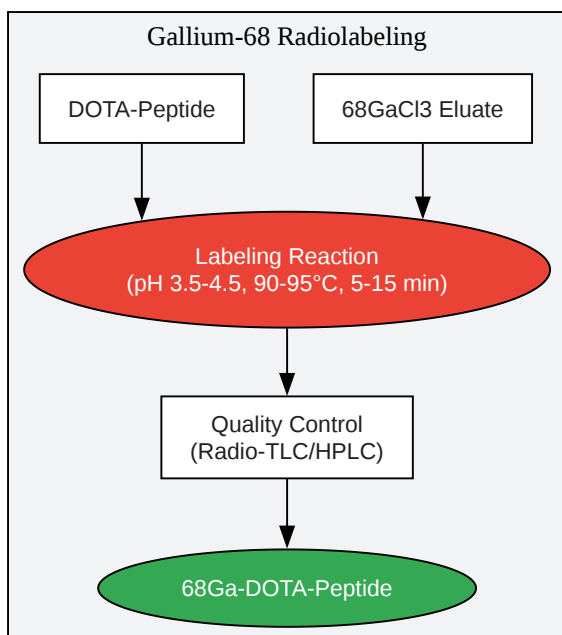 Gallium-68 Radiolabeling
DOTA-Peptide
68GaCl3 Eluate
Labeling Reaction
(pH 3.5-4.5, 90-95°C, 5-15 min)
Quality Control
(Radio-TLC/HPLC)
68Ga-DOTA-Peptide